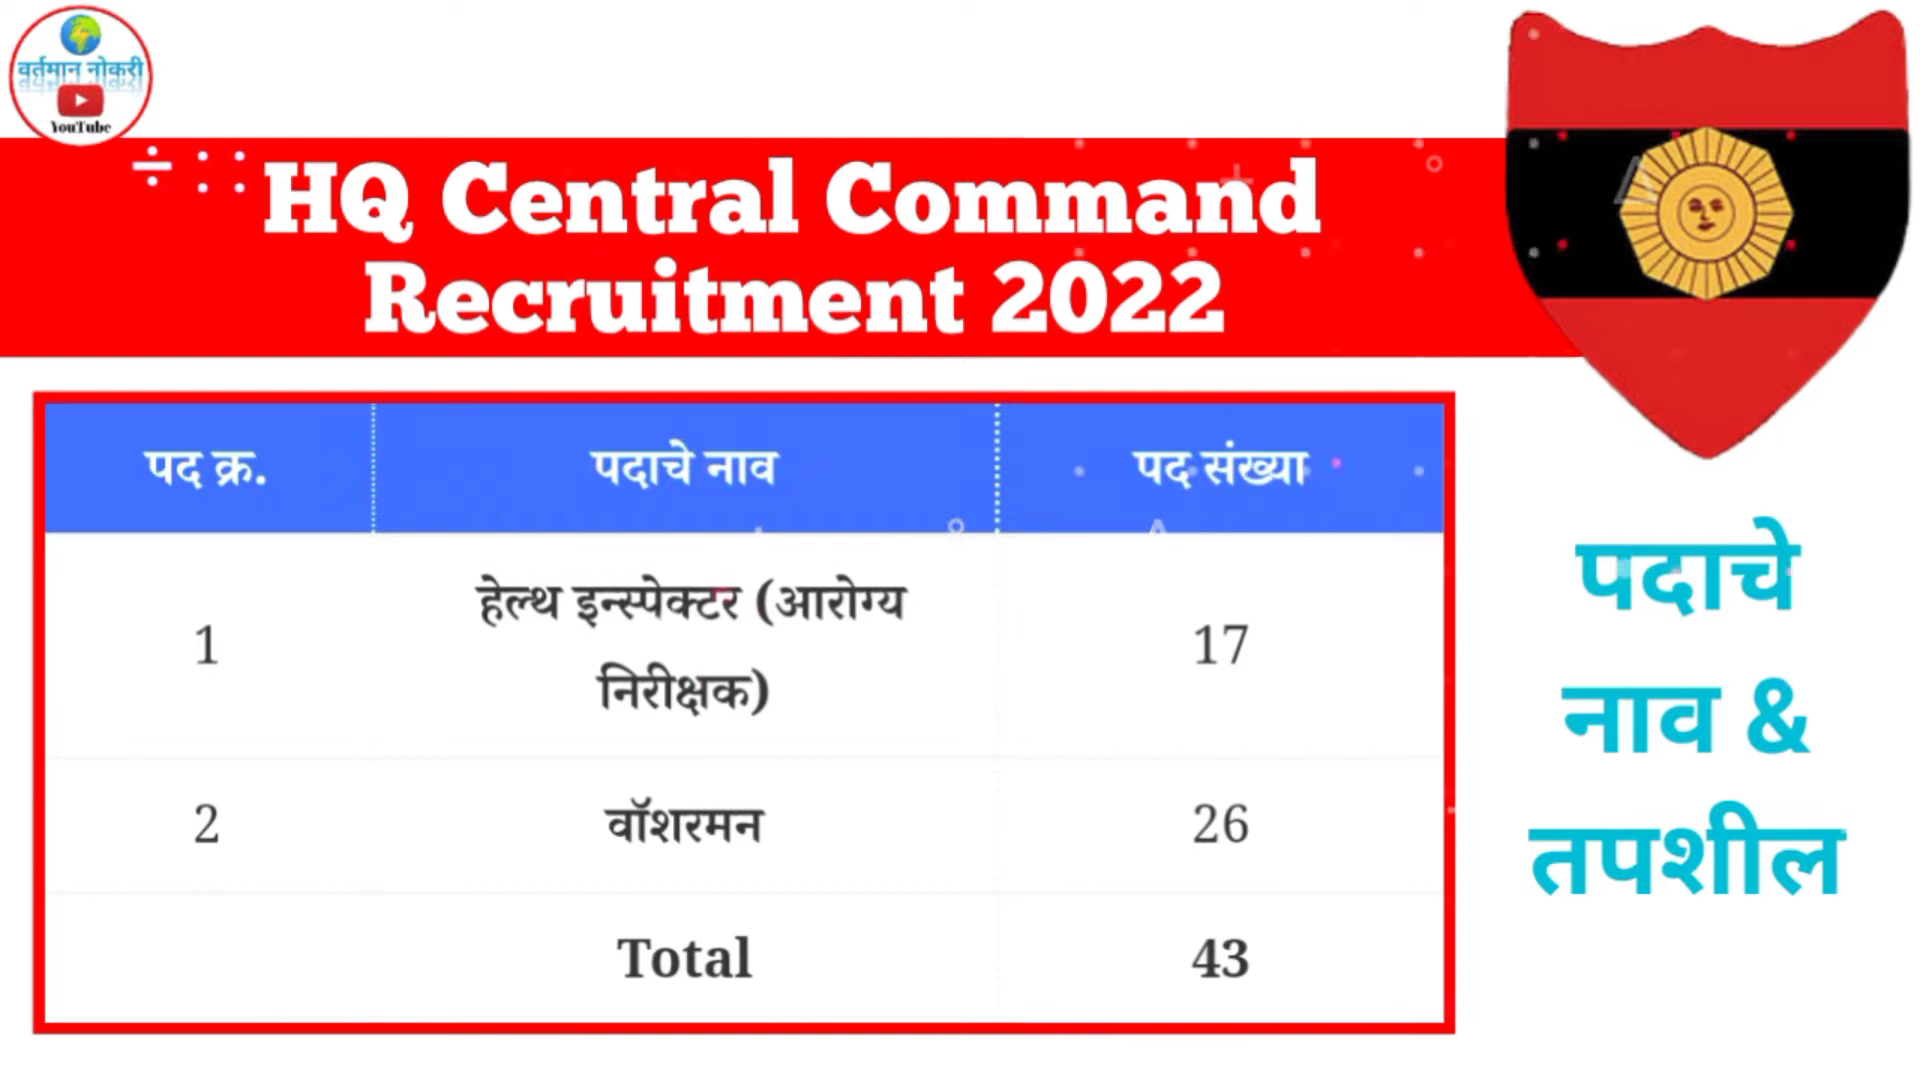 वर्तमान नोकरी
YouTube
HQ Central Command
Recruitment 2022
पद क्र. पदाचे नाव पद संख्या
1 हेल्थ इन्स्पेक्टर (आरोग्य निरीक्षक) 17
2 वॉशरमन 26
Total 43
पदाचे
नाव &
तपशील